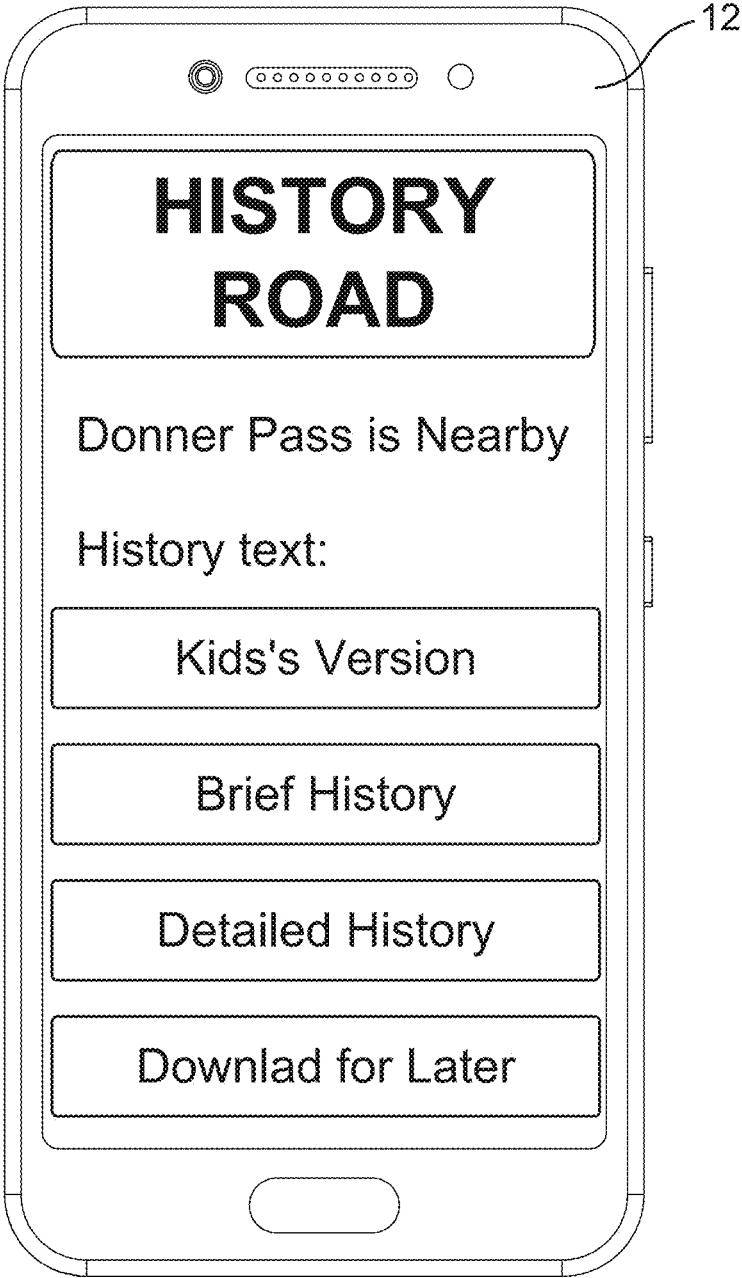 12
HISTORY
ROAD
Donner Pass is Nearby
History text:
Kids's Version
Brief History
Detailed History
Downlad for Later